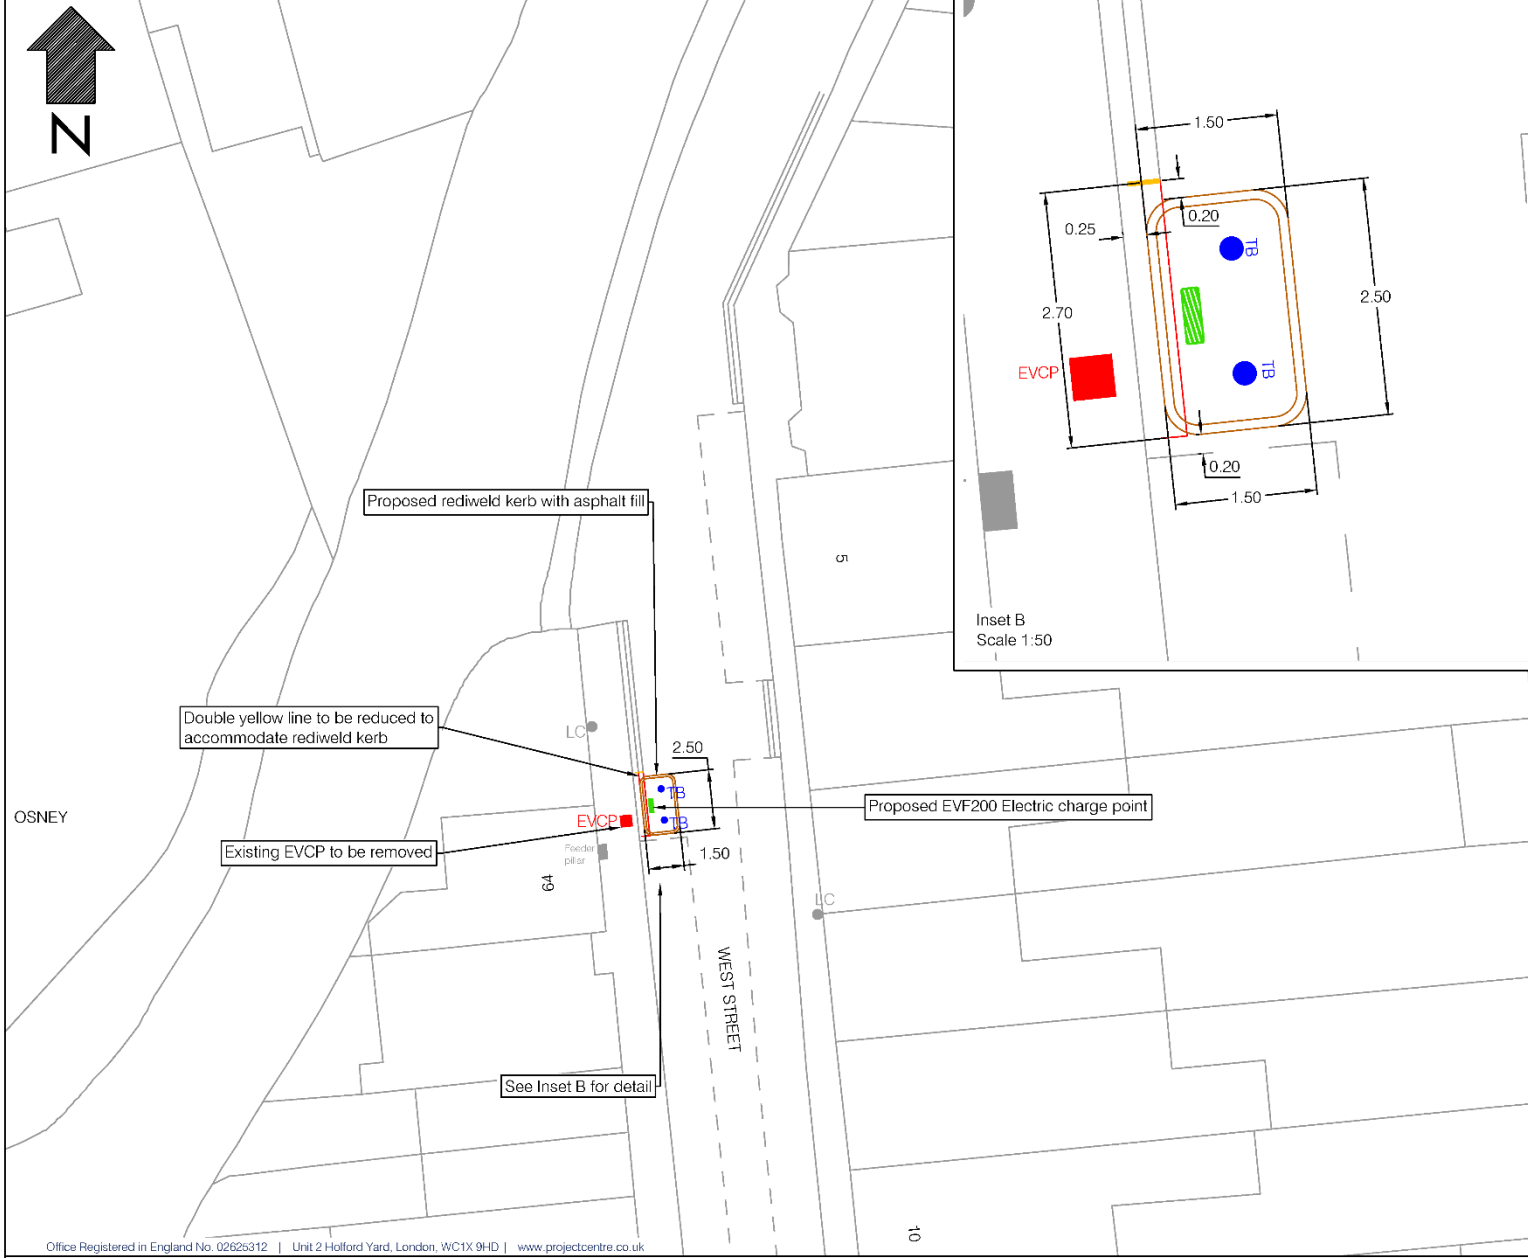 N
1.50
0.20
0.25
TB
2.70
2.50
TB
EVCP
0.20
1.50
Inset B
Scale 1:50
Proposed rediweld kerb with asphalt fill
5
Double yellow line to be reduced to
accommodate rediweld kerb
LC
2.50
TB
Proposed EVF200 Electric charge point
OSNEY
EVCP
TB
Existing EVCP to be removed
Feeder
pillar
1.50
64
LC
WEST STREET
See Inset B for detail
10
Office Registered in England No. 02625312 | Unit 2 Holford Yard, London, WC1X 9HD | www.projectcentre.co.uk